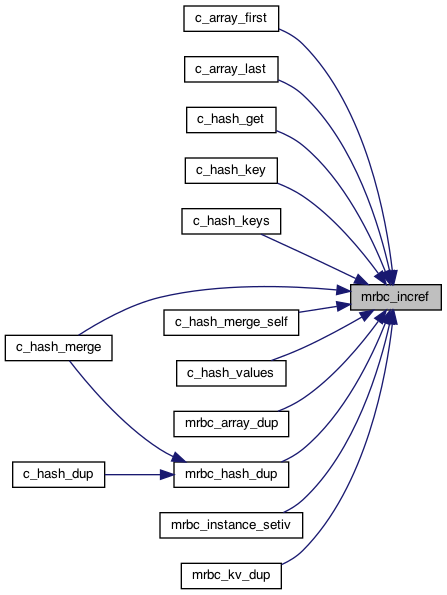 c_array_first
c_array_last
c_hash_get
c_hash_key
c_hash_keys
mrbc_incref
c_hash_merge_self
c_hash_merge
c_hash_values
mrbc_array_dup
c_hash_dup
mrbc_hash_dup
mrbc_instance_setiv
mrbc_kv_dup